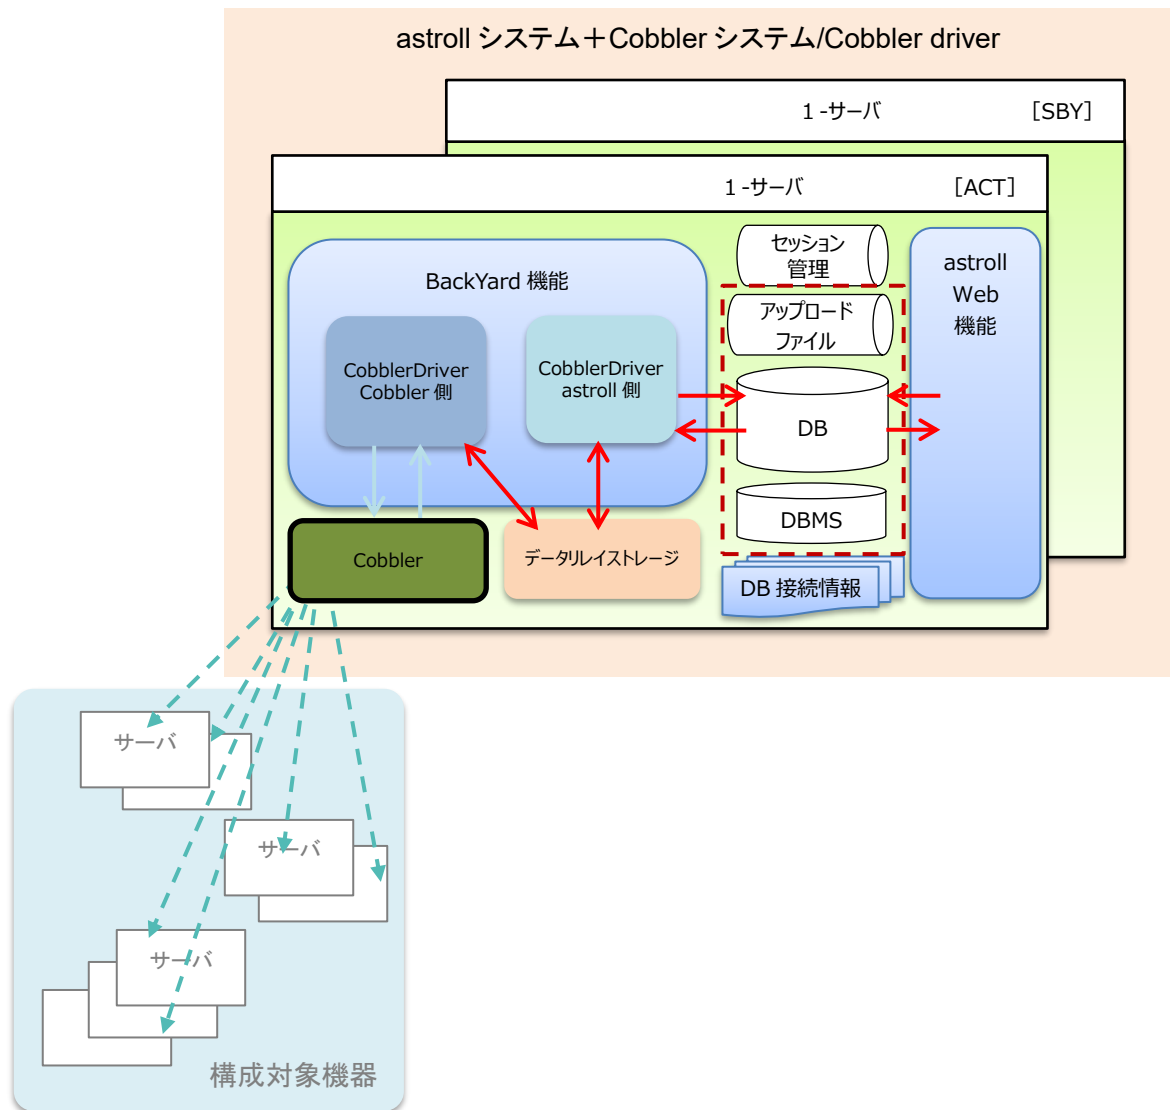 astroll システム＋Cobbler システム/Cobbler driver
１-サーバ ［SBY］
１-サーバ ［ACT］
BackYard 機能
CobblerDriver
Cobbler 側
CobblerDriver
astroll 側
セッション
管理
アップロード
ファイル
DB
DBMS
DB 接続情報
astroll
Web
機能
Cobbler
データリレイストレージ
サーバ
サーバ
サーバ
構成対象機器